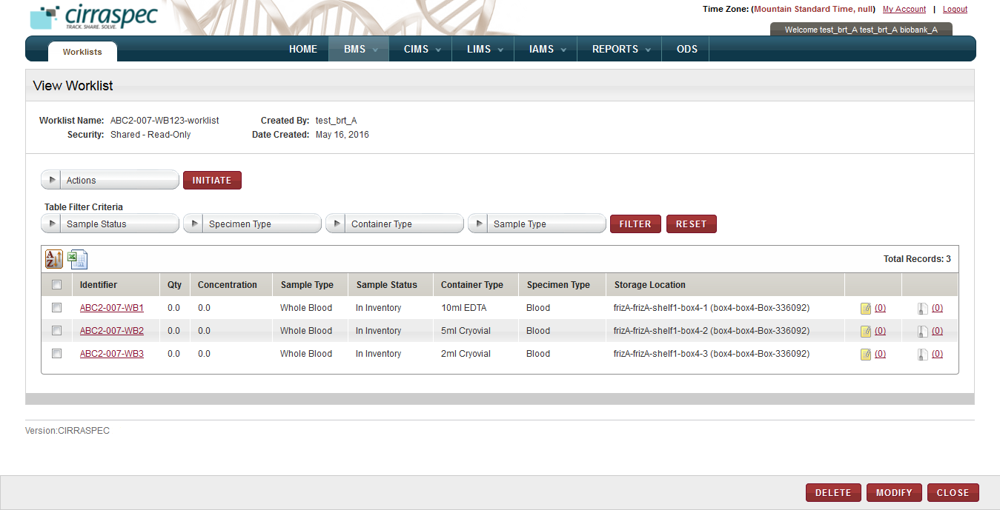 cirraspec
TRACK. SHARE. SOLVE.
Time Zone: (Mountain Standard Time, null) My Account | Logout
Welcome test_brt_A test_brt_A biobank_A
Worklists
HOME BMS CIMS LIMS IAMS REPORTS ODS
View Worklist
Worklist Name: ABC2-007-WB123-worklist Created By: test_brt_A
Security: Shared - Read-Only Date Created: May 16, 2016
Actions INITIATE
Table Filter Criteria
Sample Status Specimen Type Container Type Sample Type FILTER RESET
Total Records: 3
Identifier Qty Concentration Sample Type Sample Status Container Type Specimen Type Storage Location
ABC2-007-WB1 0.0 0.0 Whole Blood In Inventory 10ml EDTA Blood frizA-frizA-shelf1-box4-1 (box4-box4-Box-336092) (0) (0)
ABC2-007-WB2 0.0 0.0 Whole Blood In Inventory 5ml Cryovial Blood frizA-frizA-shelf1-box4-2 (box4-box4-Box-336092) (0) (0)
ABC2-007-WB3 0.0 0.0 Whole Blood In Inventory 2ml Cryovial Blood frizA-frizA-shelf1-box4-3 (box4-box4-Box-336092) (0) (0)
Version:CIRRASPEC
DELETE MODIFY CLOSE